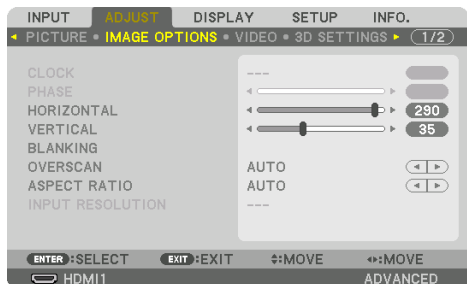 INPUT ADJUST DISPLAY SETUP INFO.
PICTURE • IMAGE OPTIONS • VIDEO • 3D SETTINGS 1/2
CLOCK ---
PHASE
HORIZONTAL 290
VERTICAL 35
BLANKING
OVERSCAN AUTO
ASPECT RATIO AUTO
INPUT RESOLUTION ---
ENTER :SELECT EXIT :EXIT :MOVE :MOVE
HDMI1 ADVANCED